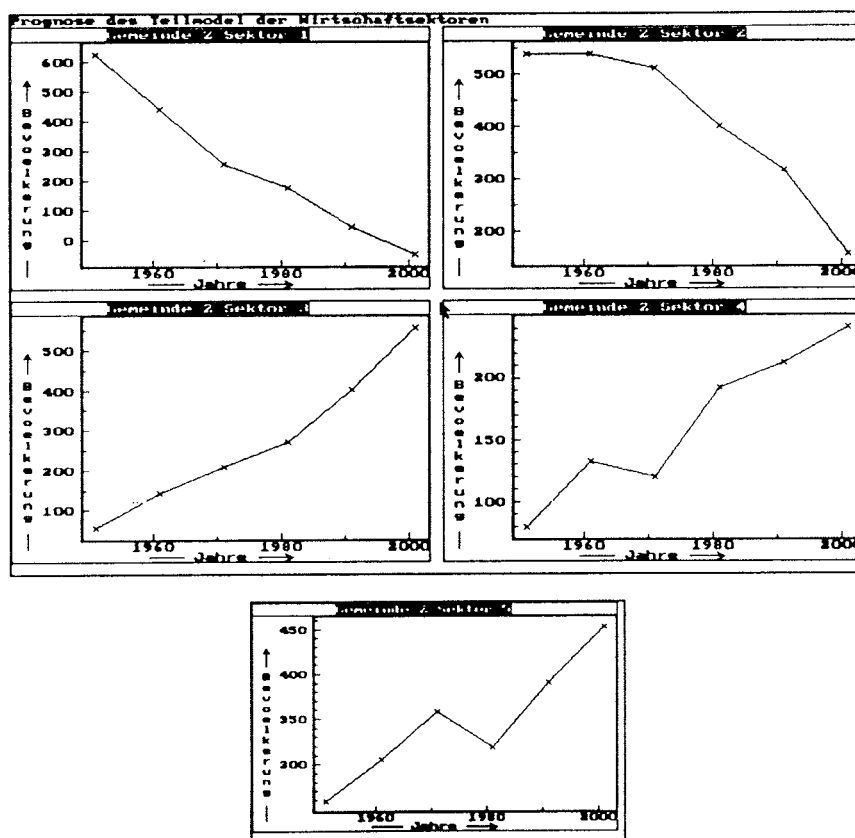 Prognose des Teilmodel der Wirtschaftsektoren
Gemeinde 2 Sektor 1
600
500
400
300
200
100
0
Bevoelkerung
1960 1980 2000
Jahre
Gemeinde 2 Sektor 2
500
400
300
200
Bevoelkerung
1960 1980 2000
Jahre
Gemeinde 2 Sektor 3
500
400
300
200
100
Bevoelkerung
1960 1980 2000
Jahre
Gemeinde 2 Sektor 4
200
150
100
Bevoelkerung
1960 1980 2000
Jahre
Gemeinde 2 Sektor 5
450
400
350
300
Bevoelkerung
1960 1980 2000
Jahre